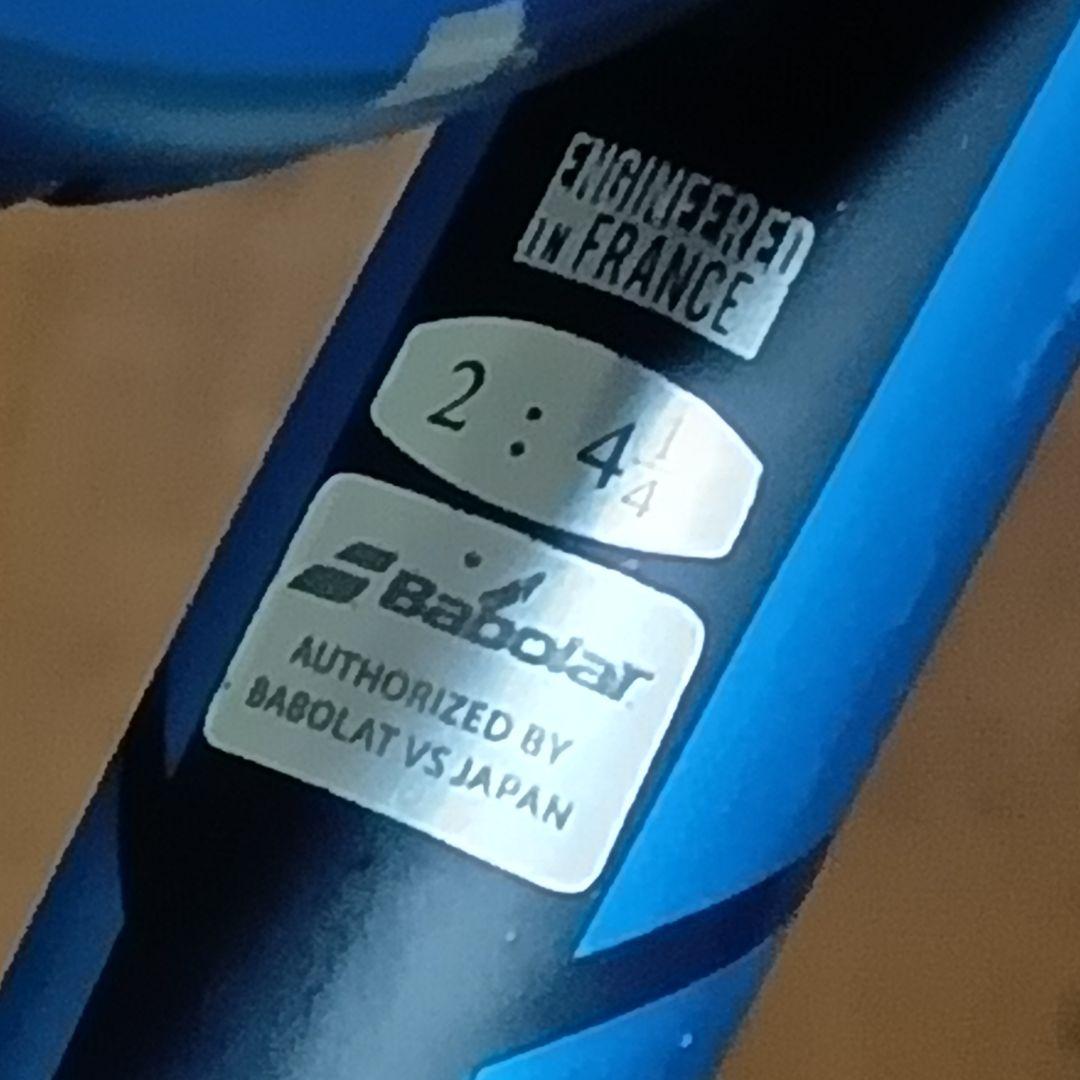 ENGINEERED
IN FRANCE
2 : 4 1/4
Babolat
AUTHORIZED BY
BABOLAT VS JAPAN